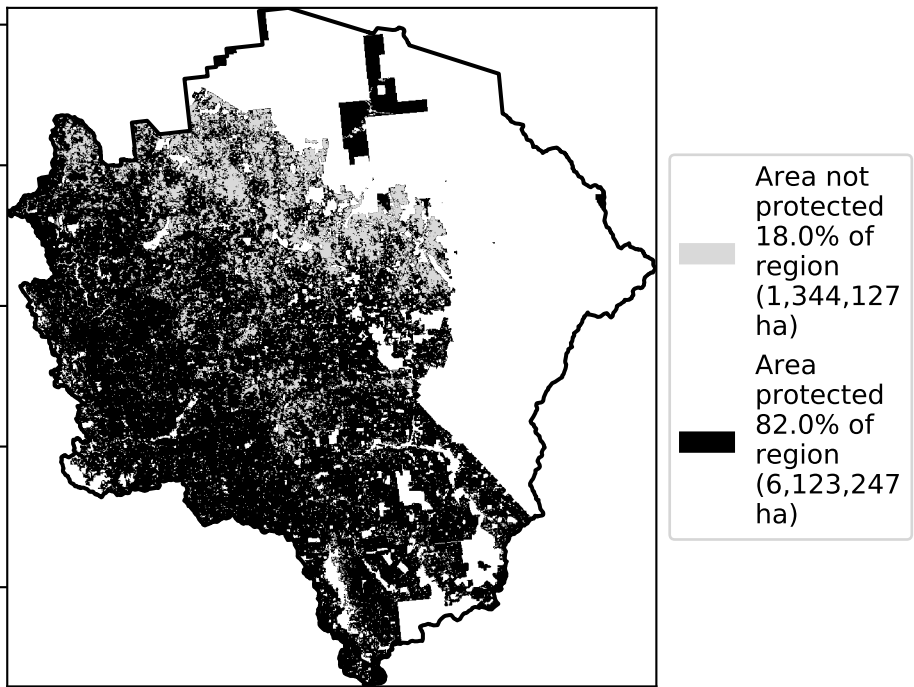 Area not
protected
18.0% of
region
(1,344,127
ha)
Area
protected
82.0% of
region
(6,123,247
ha)